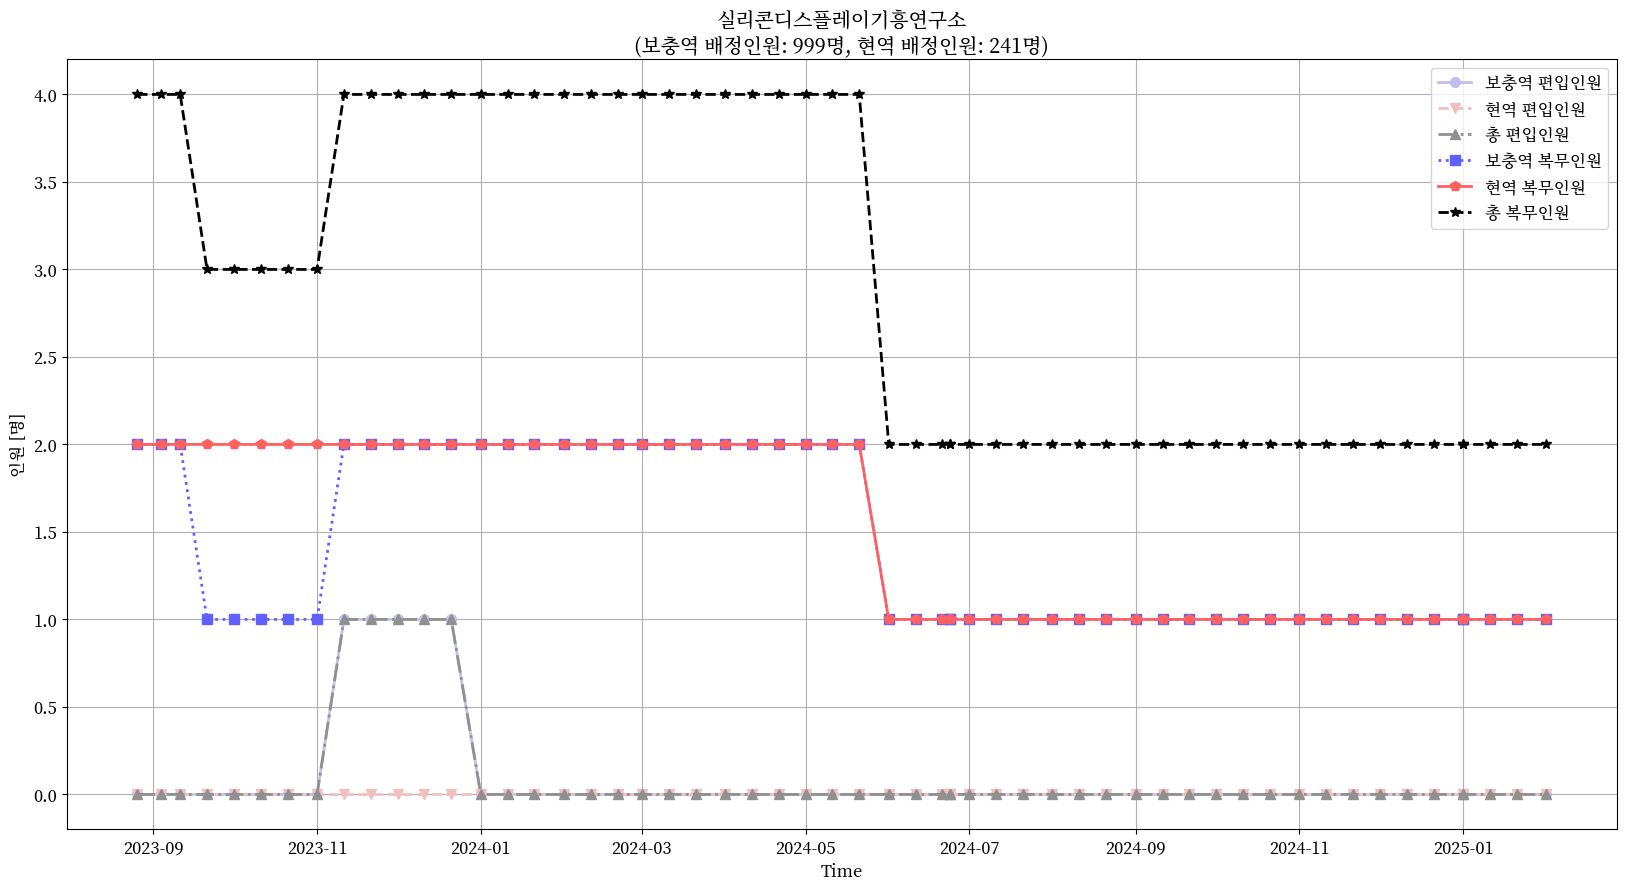 실리콘디스플레이기흥연구소
(보충역 배정인원: 999명, 현역 배정인원: 241명)
보충역 편입인원
현역 편입인원
총 편입인원
보충역 복무인원
현역 복무인원
총 복무인원
4.0
3.5
3.0
2.5
2.0
1.5
1.0
0.5
0.0
인원 [명]
2023-09 2023-11 2024-01 2024-03 2024-05 2024-07 2024-09 2024-11 2025-01
Time